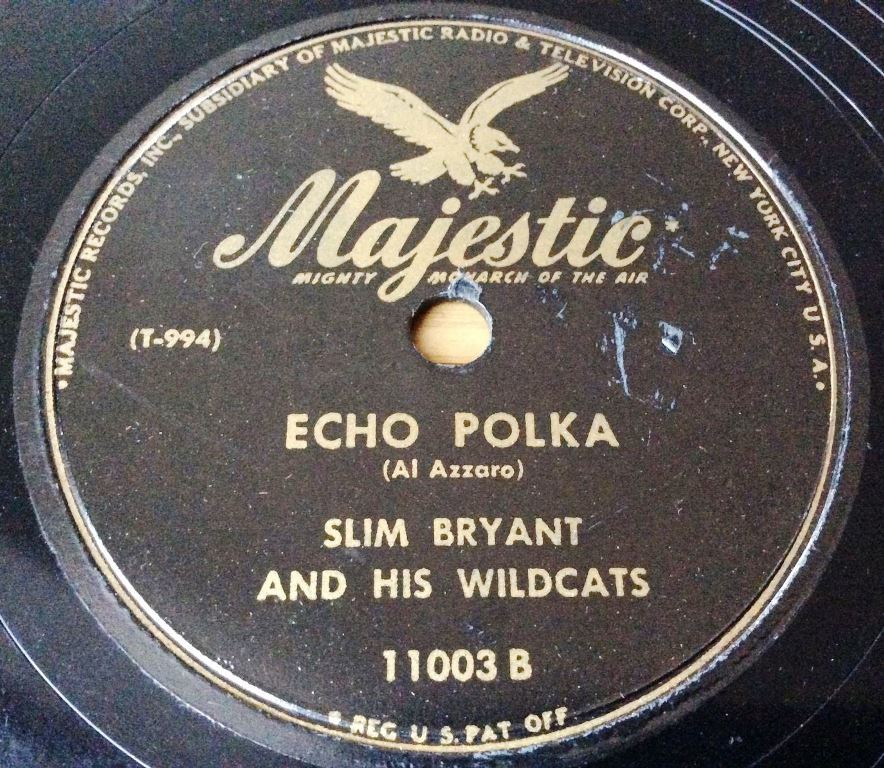 • MAJESTIC RECORDS, INC., SUBSIDIARY OF MAJESTIC RADIO & TELEVISION CORP., NEW YORK CITY U.S.A. •
Majestic*
MIGHTY MONARCH OF THE AIR
(T-994)
ECHO POLKA
(Al Azzaro)
SLIM BRYANT
AND HIS WILDCATS
11003 B
* REG U S. PAT OFF